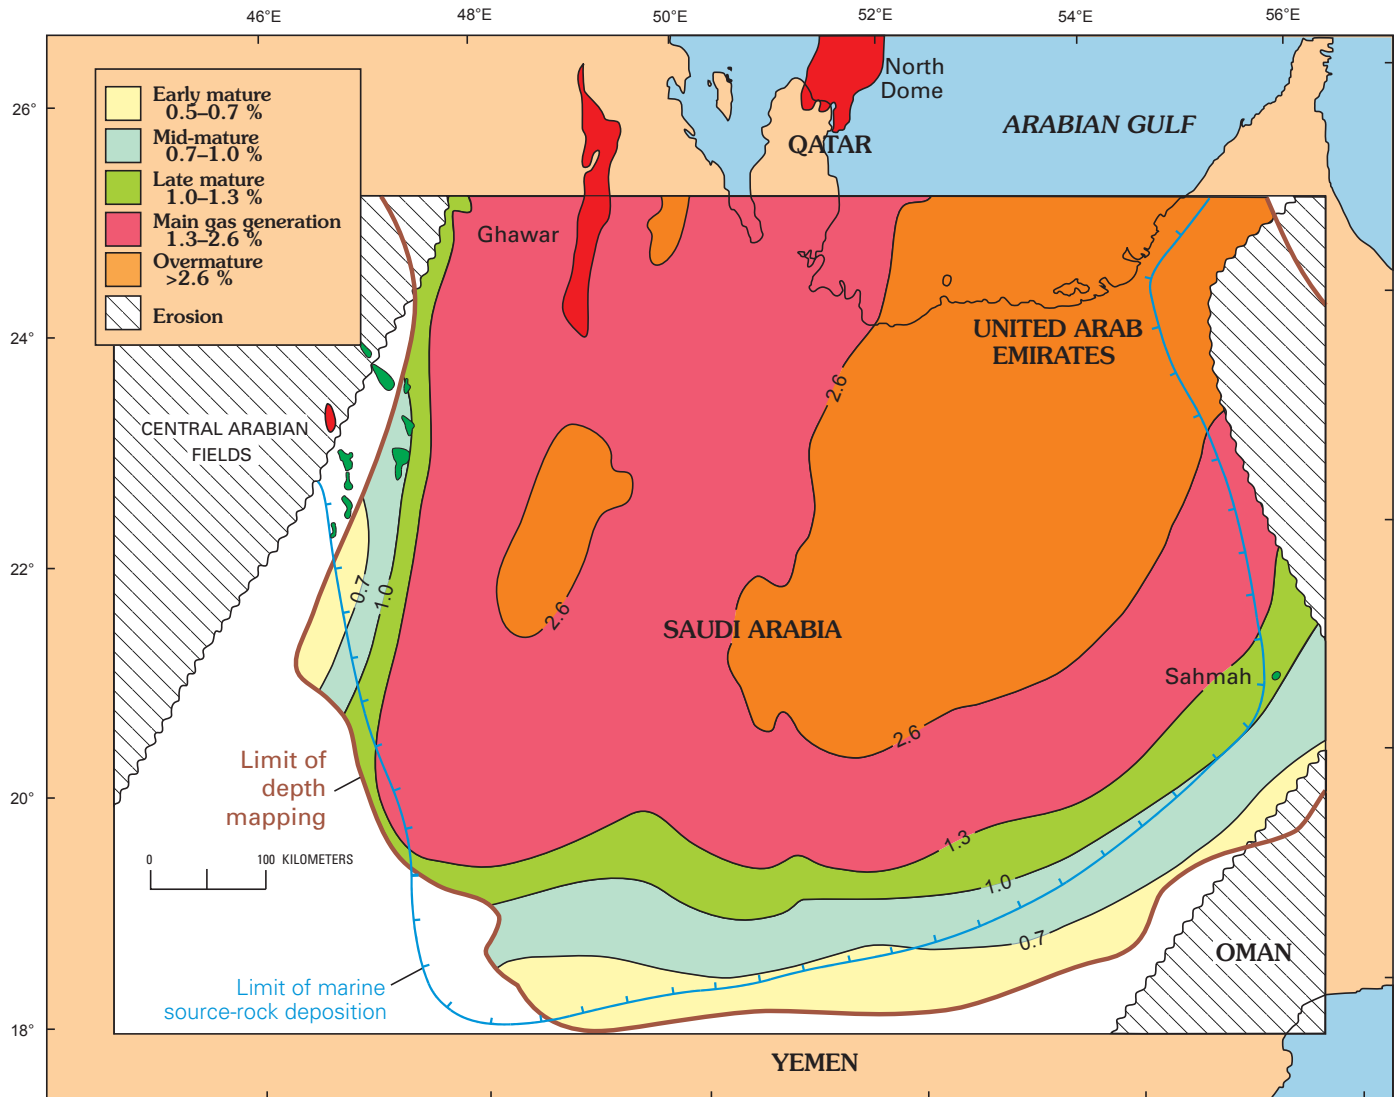 46°E
48°E
50°E
52°E
54°E
56°E
26°
24°
22°
20°
18°
Early mature
0.5–0.7 %
Mid-mature
0.7–1.0 %
Late mature
1.0–1.3 %
Main gas generation
1.3–2.6 %
Overmature
>2.6 %
Erosion
North
Dome
QATAR
ARABIAN GULF
Ghawar
UNITED ARAB
EMIRATES
2.6
CENTRAL ARABIAN
FIELDS
0.7
1.0
2.6
SAUDI ARABIA
Sahmah
2.6
Limit of
depth
mapping
1.3
0
100 KILOMETERS
1.0
0.7
OMAN
Limit of marine
source-rock deposition
YEMEN